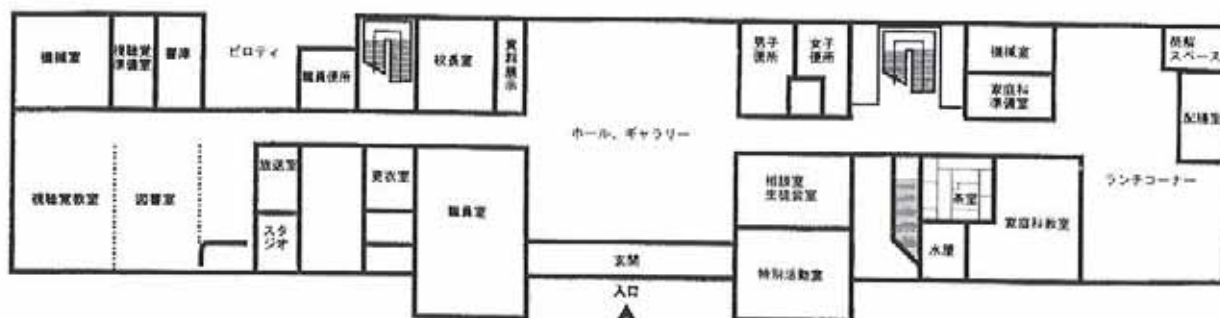 機械室
視聴覚
準備室
書庫
ピロティ
職員便所
校長室
資料展示
男子
便所
女子
便所
機械室
家庭科
準備室
スペース
配膳室
ホール、ギャラリー
ランチコーナー
視聴覚教室
図書室
放送室
スタ
ジオ
更衣室
職員室
相談室
生徒会室
特別活動室
茶室
水屋
家庭科教室
玄関
入口